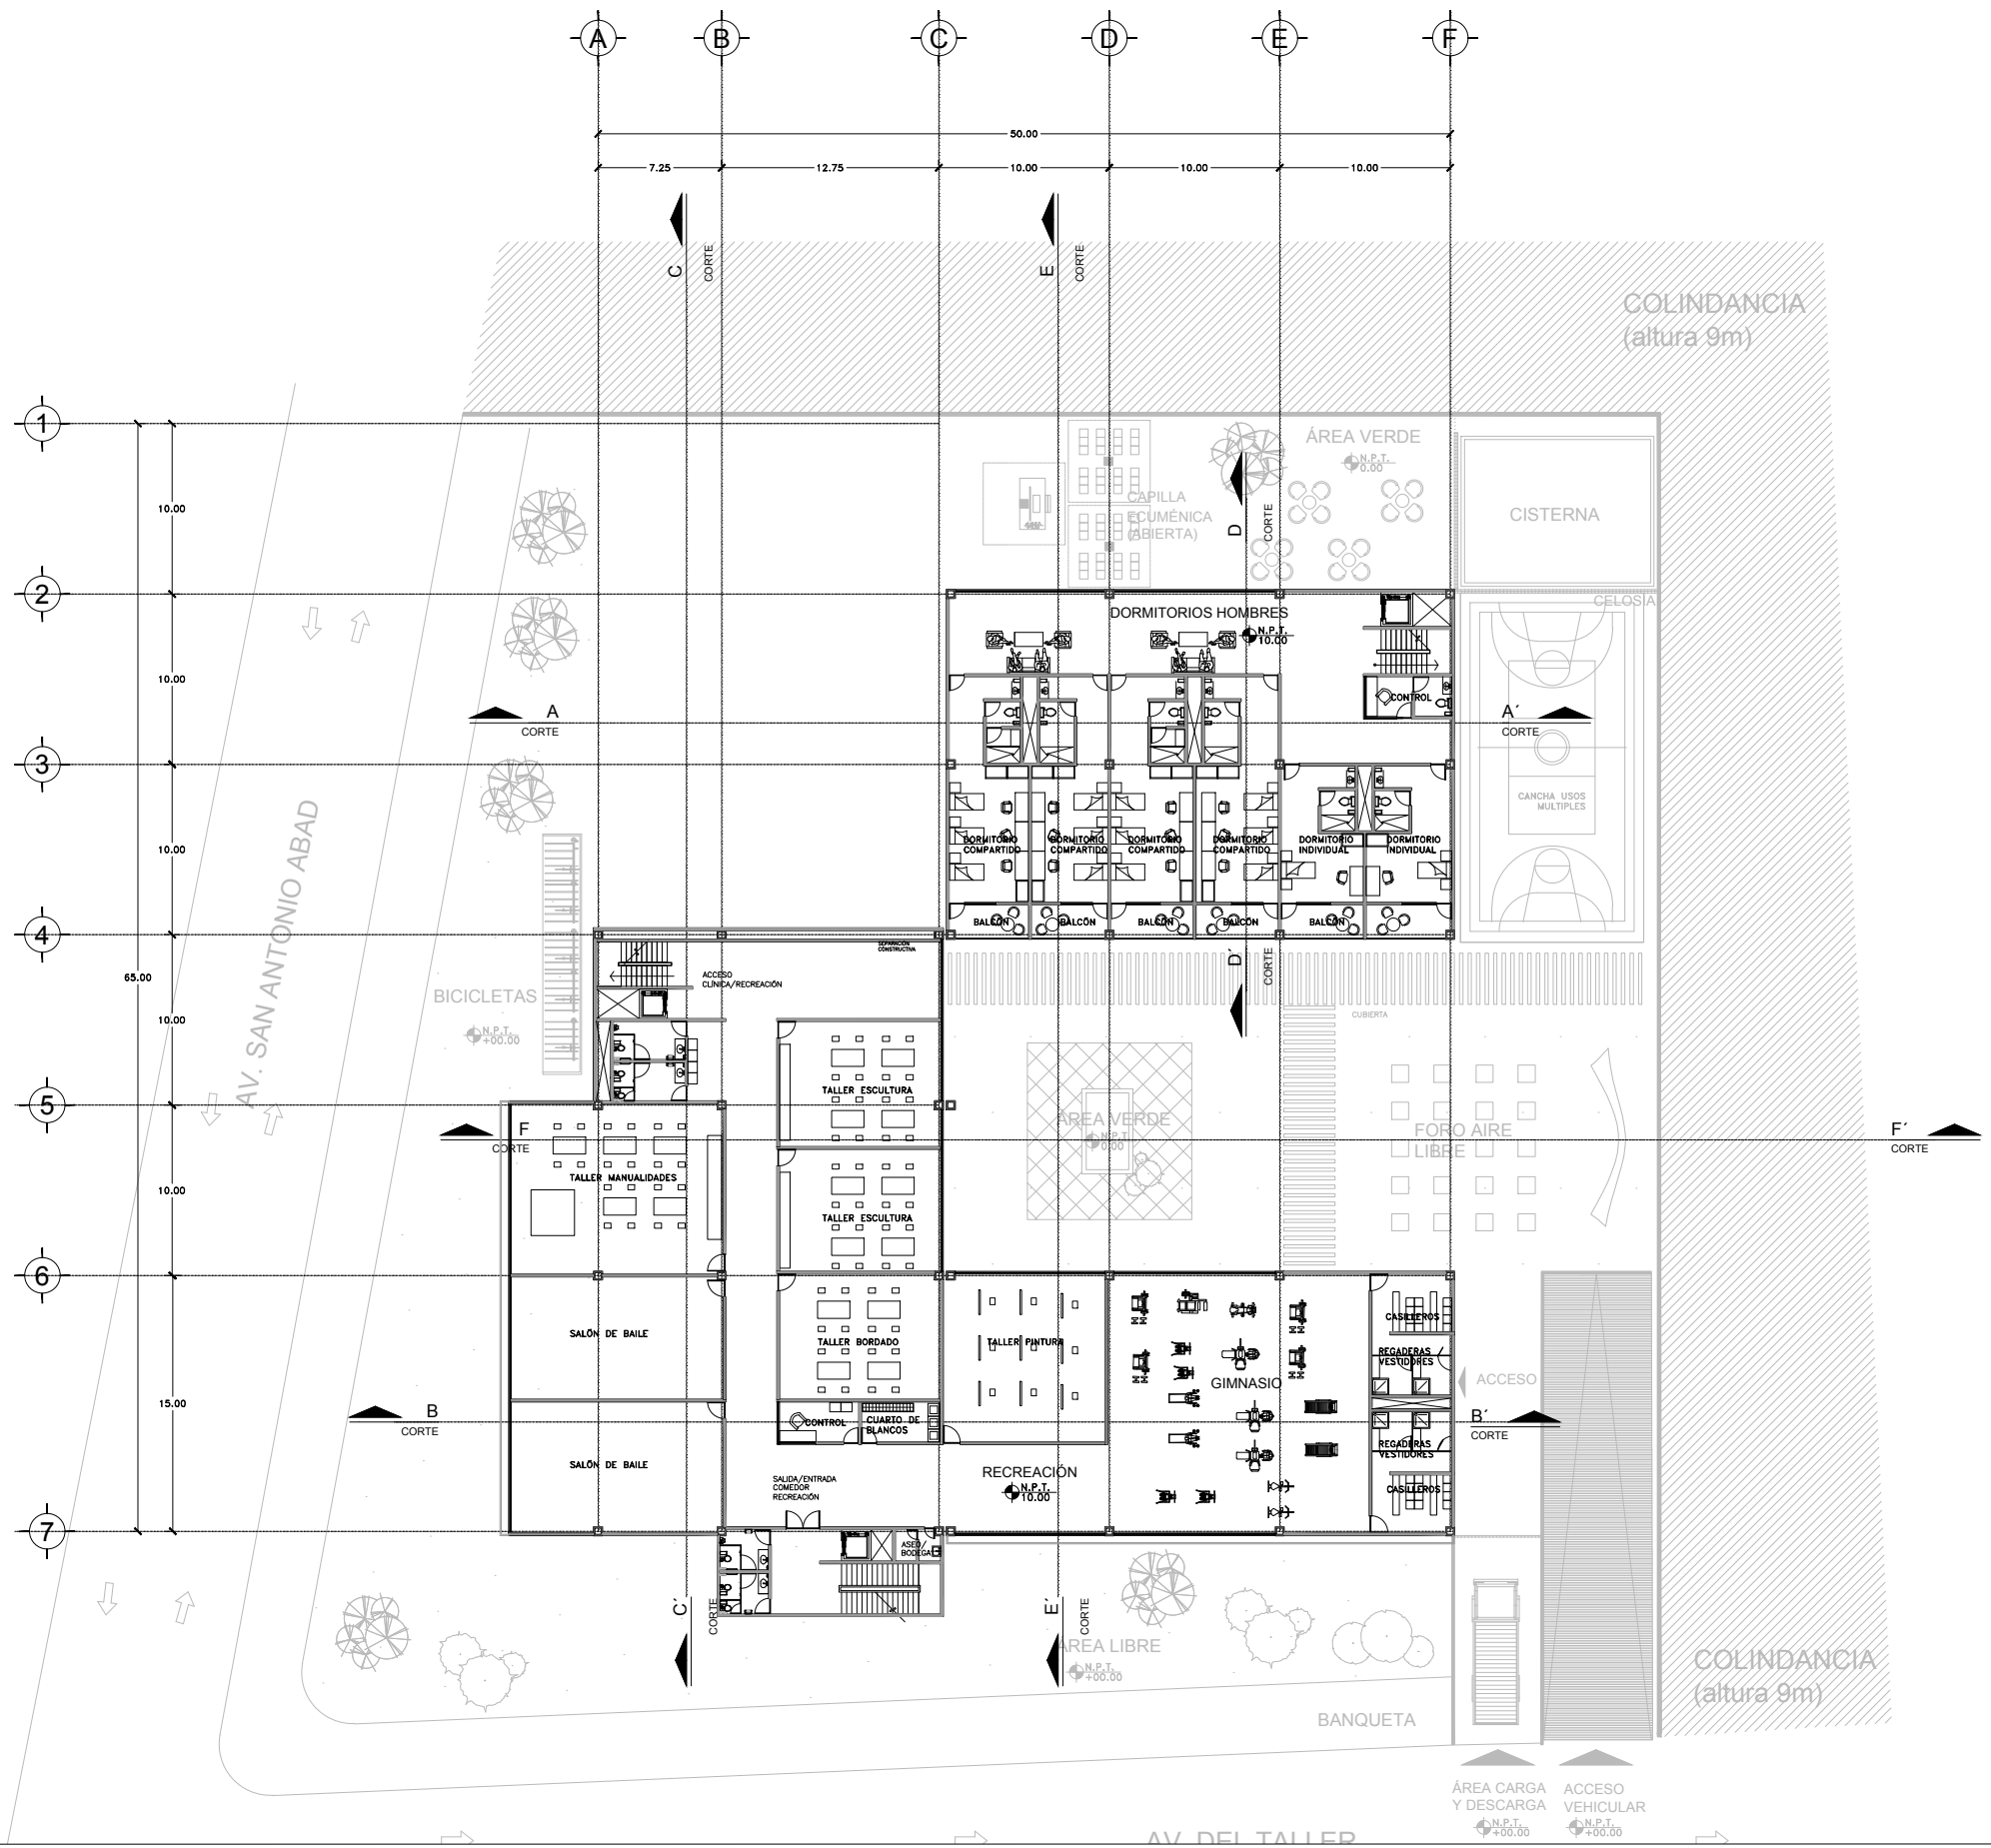 A B C D E F
50.00
7.25 12.75 10.00 10.00 10.00
C
CORTE
E
CORTE
COLINDANCIA
(altura 9m)
1
ÁREA VERDE
N.P.T.
0.00
10.00
CAPILLA
ECUMÉNICA
(ABIERTA)
D
CORTE
CISTERNA
2
CELOSÍA
DORMITORIOS HOMBRES
N.P.T.
10.00
10.00
CONTROL
A
CORTE
A´
CORTE
3
CANCHA USOS
MULTIPLES
AV. SAN ANTONIO ABAD
10.00
DORMITORIO
COMPARTIDO
DORMITORIO
COMPARTIDO
DORMITORIO
COMPARTIDO
DORMITORIO
COMPARTIDO
DORMITORIO
INDIVIDUAL
DORMITORIO
INDIVIDUAL
BALCÓN
BALCÓN
BALCÓN
BALCÓN
BALCÓN
4
SEPARACIÓN
CONSTRUCTIVA
65.00
ACCESO
CLÍNICA/RECREACIÓN
D´
CORTE
BICICLETAS
N.P.T.
+00.00
10.00
CUBIERTA
TALLER ESCULTURA
5
ÁREA VERDE
N.P.T.
0.00
FORO AIRE
LIBRE
F
CORTE
F´
CORTE
TALLER MANUALIDADES
10.00
TALLER ESCULTURA
6
SALÓN DE BAILE
TALLER BORDADO
TALLER PINTURA
CASILLEROS
REGADERAS /
VESTIDORES
GIMNASIO
ACCESO
15.00
B
CORTE
CONTROL
CUARTO DE
BLANCOS
B´
CORTE
REGADERAS
VESTIDORES
SALÓN DE BAILE
RECREACIÓN
N.P.T.
10.00
SALIDA/ENTRADA
COMEDOR
RECREACIÓN
CASILLEROS
7
ASEO/
BODEGA
C´
CORTE
E´
CORTE
ÁREA LIBRE
N.P.T.
+00.00
COLINDANCIA
(altura 9m)
BANQUETA
ÁREA CARGA
Y DESCARGA
N.P.T.
+00.00
ACCESO
VEHICULAR
N.P.T.
+00.00
AV. DEL TALLER